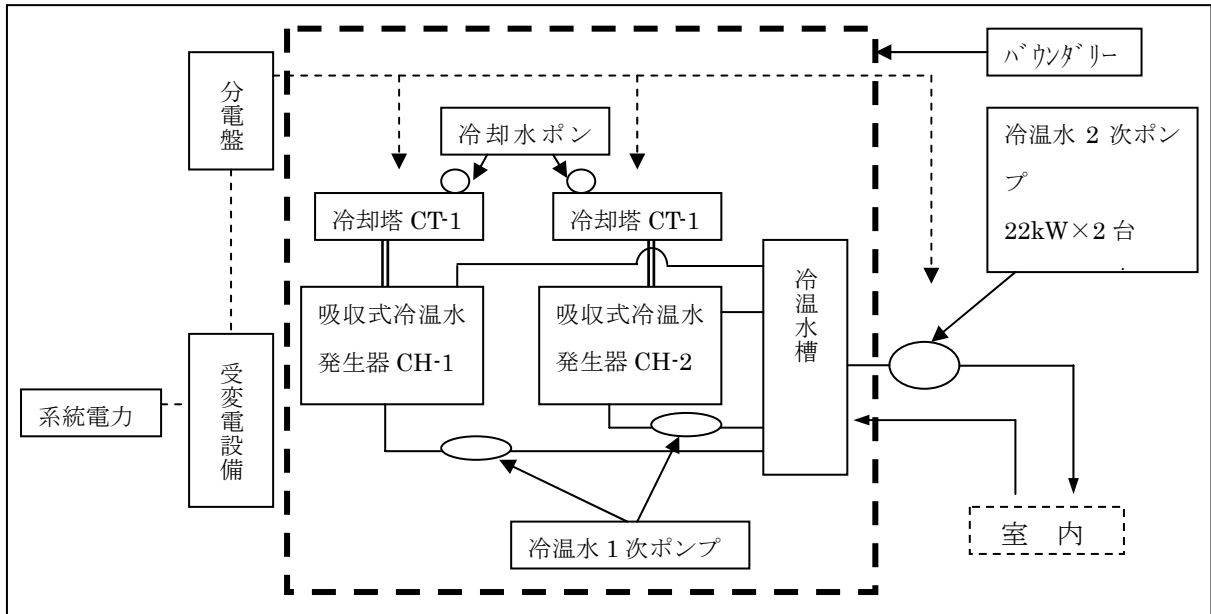 バウンダリー
分電盤
冷却水ポン
冷温水 2 次ポン
プ
22kW×2 台
冷却塔 CT-1
冷却塔 CT-1
冷温水槽
吸収式冷温水
発生器 CH-1
吸収式冷温水
発生器 CH-2
受変電設備
系統電力
冷温水 1 次ポンプ
室 内